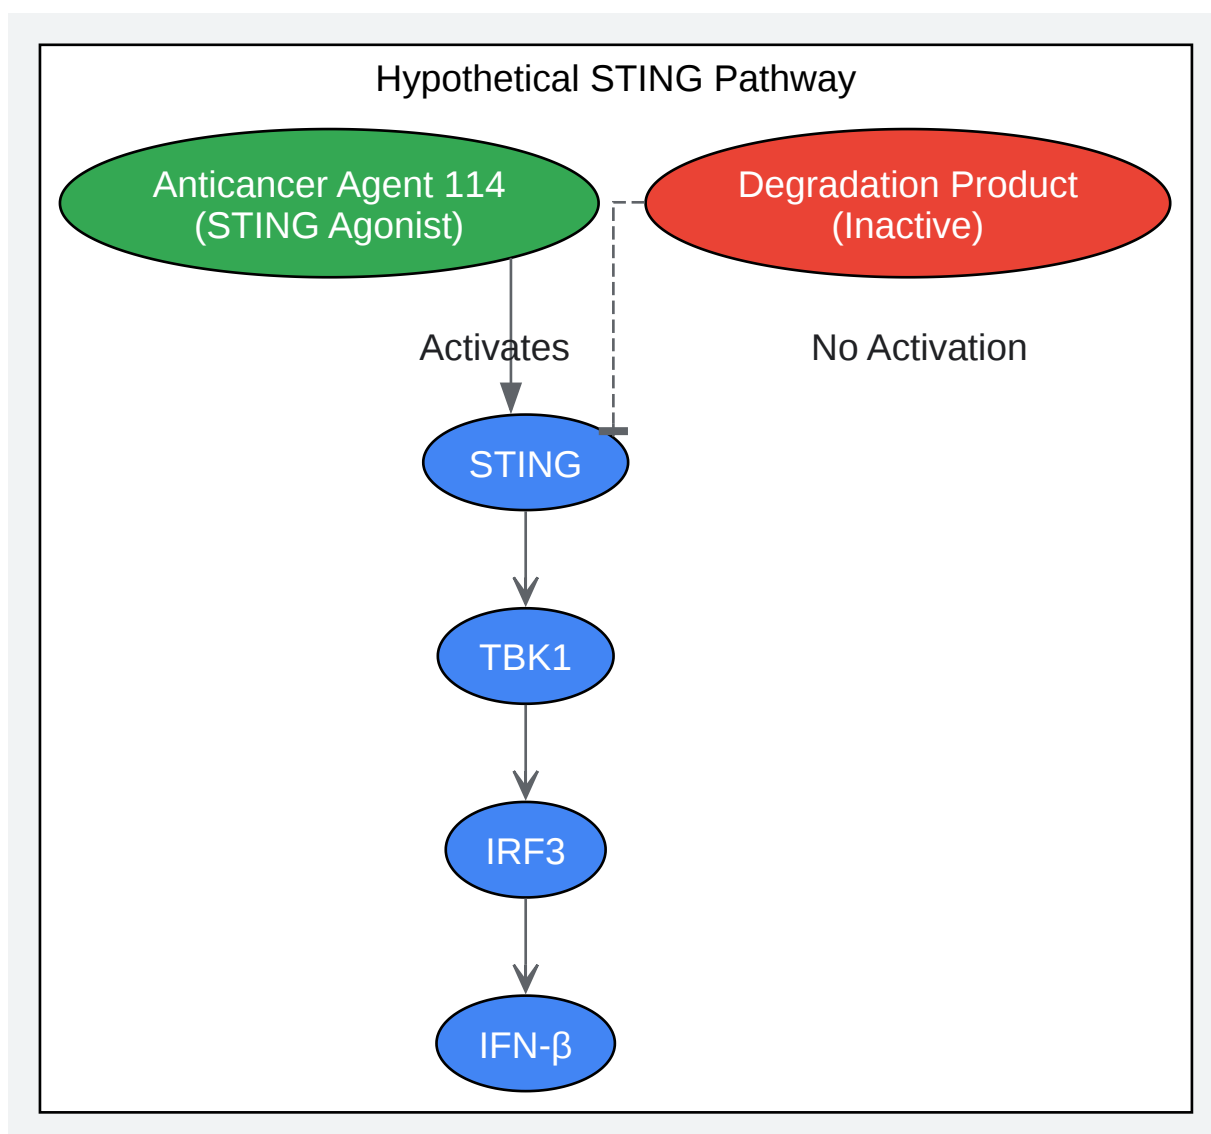 Hypothetical STING Pathway
Anticancer Agent 114
(STING Agonist)
Degradation Product
(Inactive)
Activates
No Activation
STING
TBK1
IRF3
IFN-β